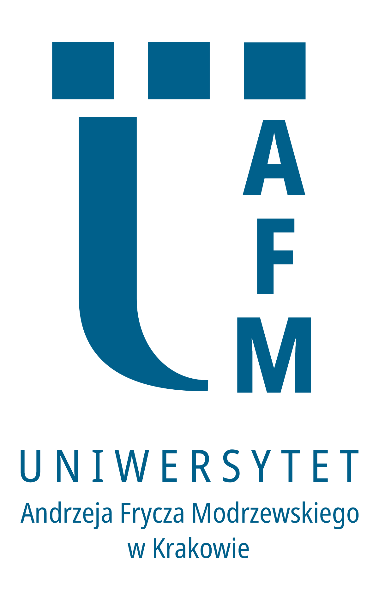 A
F
M
UNIWERSYTET
Andrzeja Frycza Modrzewskiego
w Krakowie